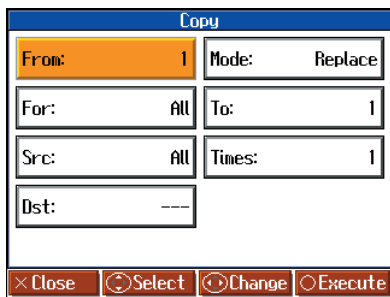 Copy
From: 1 Mode: Replace
For: All To: 1
Src: All Times: 1
Dst: ---
× Close Select Change ○ Execute